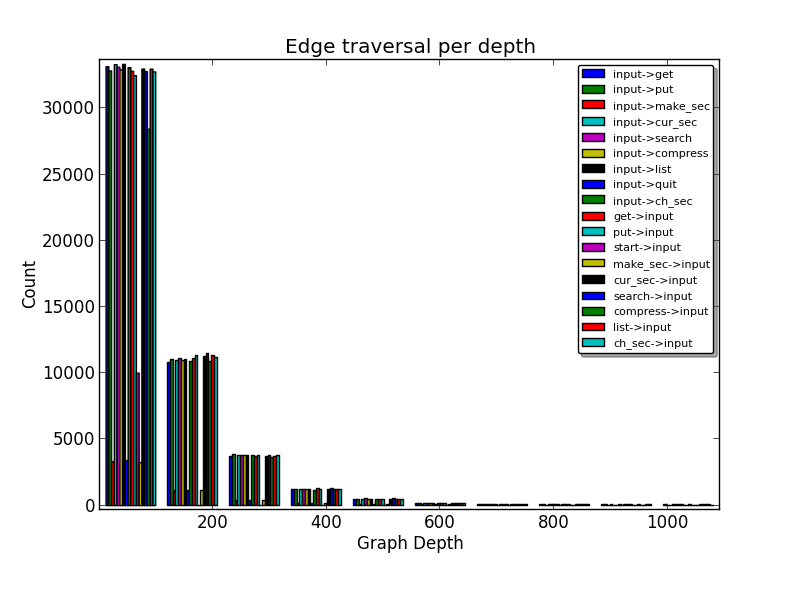 Edge traversal per depth
30000
25000
20000
15000
10000
5000
0
Count
200
400
600
800
1000
Graph Depth
input->get
input->put
input->make_sec
input->cur_sec
input->search
input->compress
input->list
input->quit
input->ch_sec
get->input
put->input
start->input
make_sec->input
cur_sec->input
search->input
compress->input
list->input
ch_sec->input